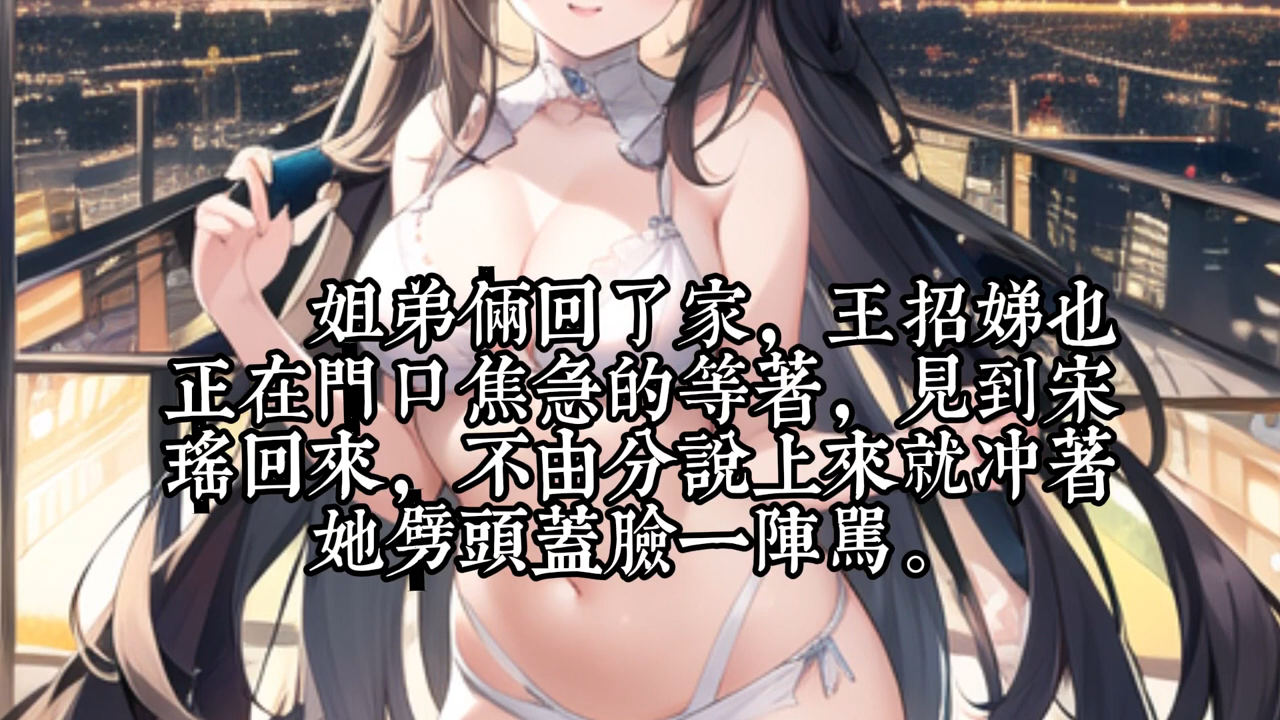 姐弟倆回了家，王招娣也
正在門口焦急的等著，見到宋
瑤回來，不由分說上來就冲著
她劈頭蓋臉一陣罵。